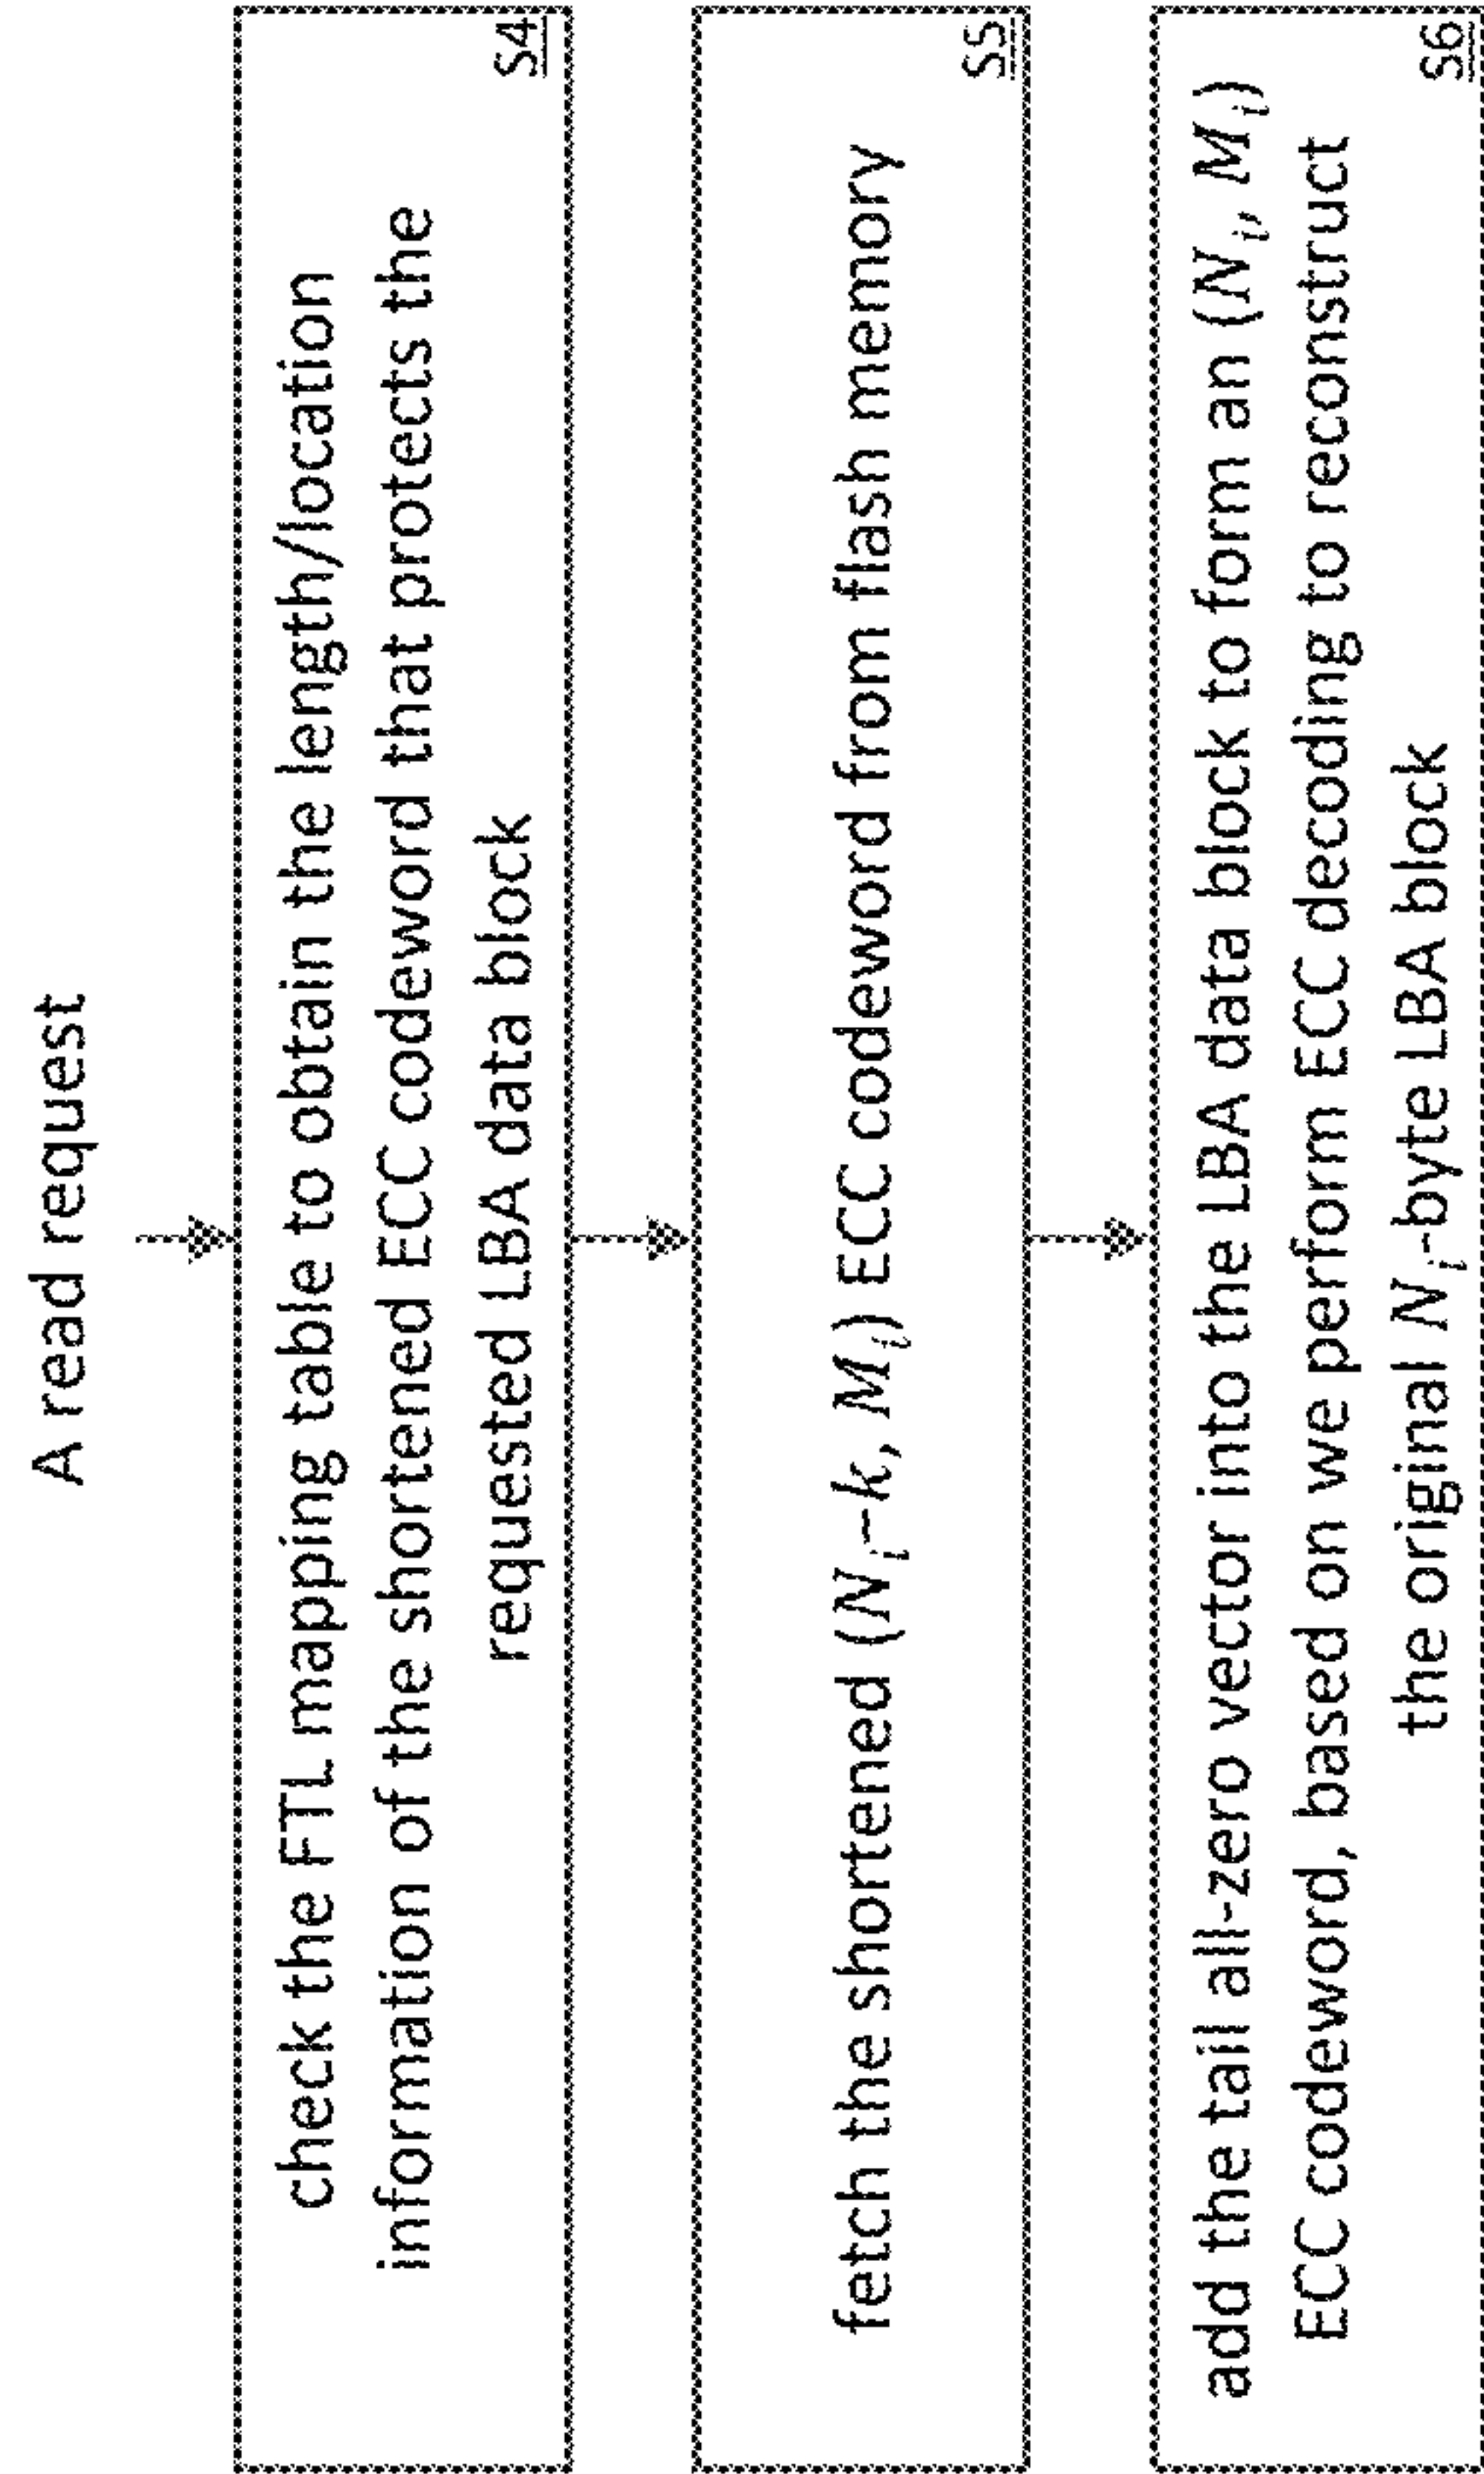 A read request
check the FTL mapping table to obtain the length/location
information of the shortened ECC codeword that protects the
requested LBA data block
S4
fetch the shortened (Nᵢ-k, Mᵢ) ECC codeword from flash memory
S5
add the tail all-zero vector into the LBA data block to form an (Nᵢ, Mᵢ)
ECC codeword, based on we perform ECC decoding to reconstruct
the original Nᵢ-byte LBA block
S6